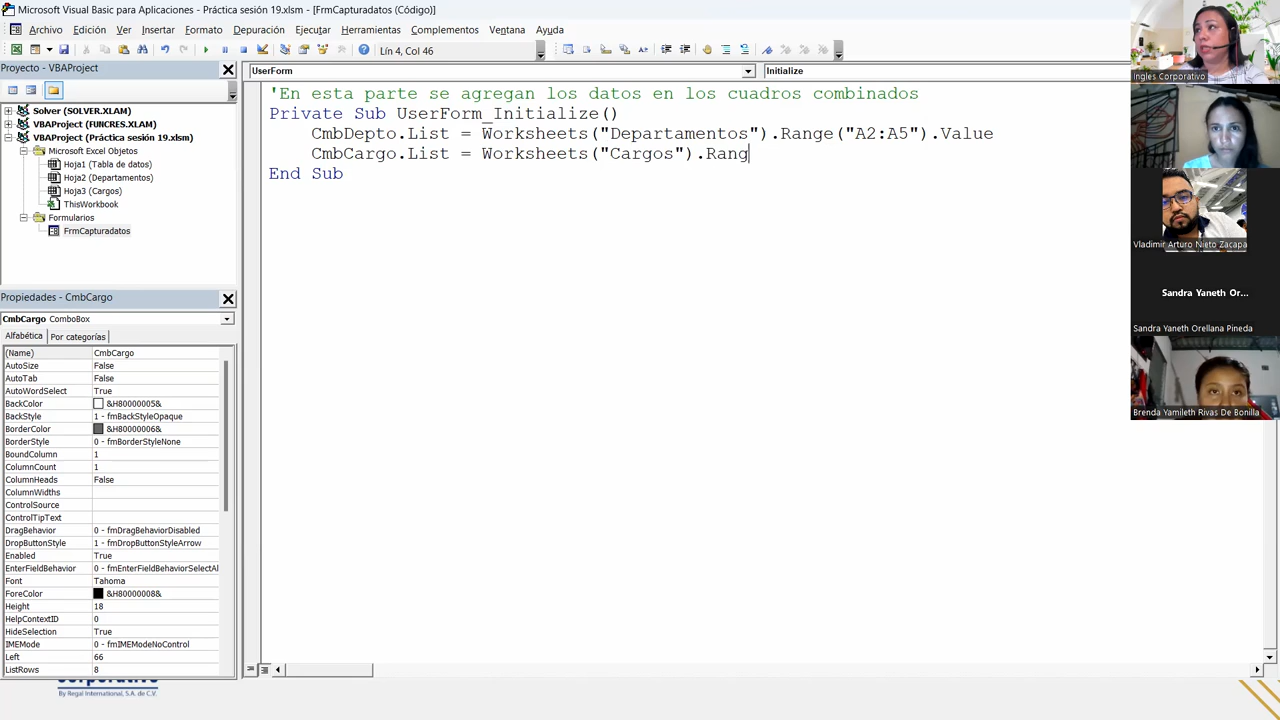 Microsoft Visual Basic para Aplicaciones - Práctica sesión 19.xlsm - [FrmCapturadatos (Código)]
Archivo Edición Ver Insertar Formato Depuración Ejecutar Herramientas Complementos Ventana Ayuda
Lín 4, Col 46
Proyecto - VBAProject
Solver (SOLVER.XLAM)
VBAProject (FUNCRES.XLAM)
VBAProject (Práctica sesión 19.xlsm)
Microsoft Excel Objetos
Hoja1 (Tabla de datos)
Hoja2 (Departamentos)
Hoja3 (Cargos)
ThisWorkbook
Formularios
FrmCapturadatos
Propiedades - CmbCargo
CmbCargo ComboBox
Alfabética Por categorías
(Name) CmbCargo
AutoSize False
AutoTab False
AutoWordSelect True
BackColor &H80000005&
BackStyle 1 - fmBackStyleOpaque
BorderColor &H80000006&
BorderStyle 0 - fmBorderStyleNone
BoundColumn 1
ColumnCount 1
ColumnHeads False
ColumnWidths
ControlSource
ControlTipText
DragBehavior 0 - fmDragBehaviorDisabled
DropButtonStyle 1 - fmDropButtonStyleArrow
Enabled True
EnterFieldBehavior 0 - fmEnterFieldBehaviorSelectAl
Font Tahoma
ForeColor &H80000008&
Height 18
HelpContextID 0
HideSelection True
IMEMode 0 - fmIMEModeNoControl
Left 66
ListRows 8
UserForm Initialize
'En esta parte se agregan los datos en los cuadros combinados
Private Sub UserForm_Initialize()
CmbDepto.List = Worksheets("Departamentos").Range("A2:A5").Value
CmbCargo.List = Worksheets("Cargos").Rang
End Sub
Ingles Corporativo
Vladimir Arturo Nieto Zacapa
Sandra Yaneth Or...
Sandra Yaneth Orellana Pineda
Brenda Yamileth Rivas De Bonilla
By Regal International, S.A. de C.V.